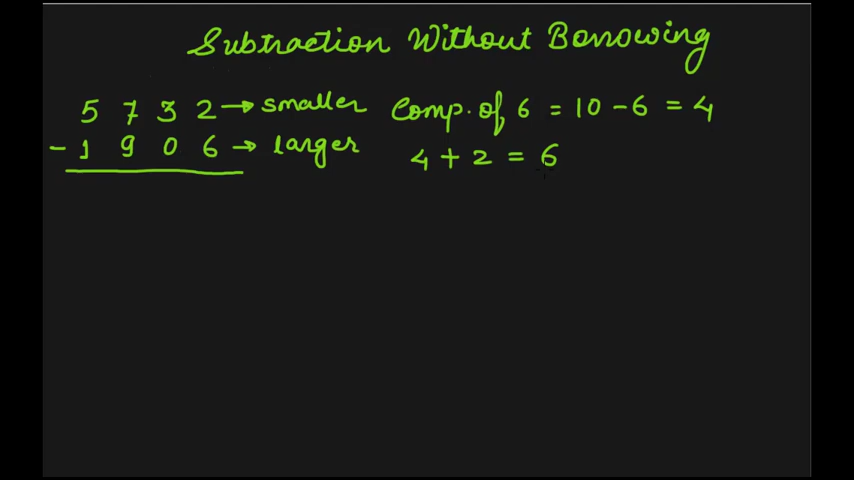 Subtraction Without Borrowing
5 7 3 2 → smaller Comp. of 6 = 10 - 6 = 4
- 1 9 0 6 → larger 4 + 2 = 6